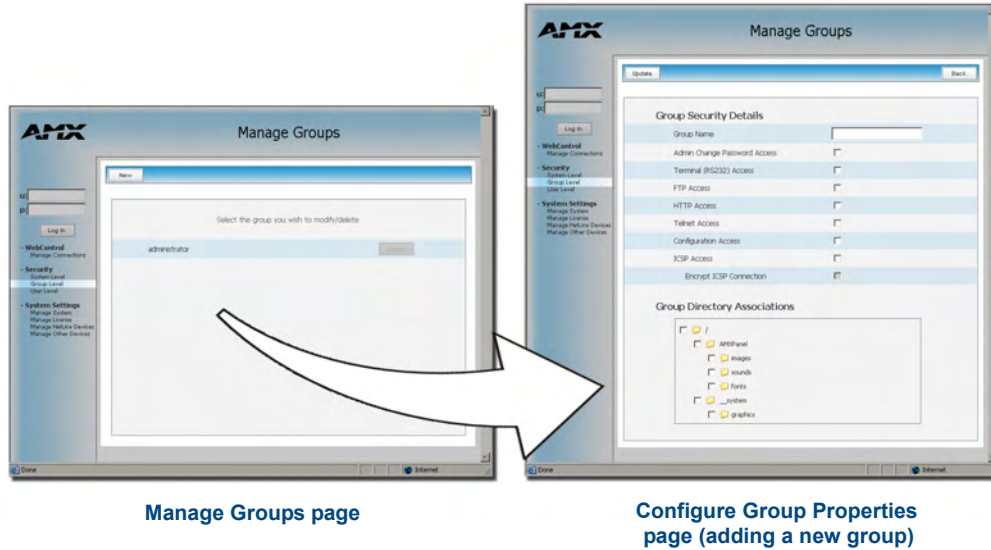 AMX
Manage Groups
New
u:
p:
Log In
Select the group you wish to modify/delete
administrator
- WebControl
Manage Connections
- Security
System Level
Group Level
User Level
- System Settings
Manage System
Manage License
Manage NetLinx Devices
Manage Other Devices
Done
Internet
Manage Groups page
AMX
Manage Groups
Update
Back
u:
p:
Log In
- WebControl
Manage Connections
- Security
System Level
Group Level
User Level
- System Settings
Manage System
Manage License
Manage NetLinx Devices
Manage Other Devices
Group Security Details
Group Name
Admin Change Password Access
Terminal (RS232) Access
FTP Access
HTTP Access
Telnet Access
Configuration Access
ICSP Access
Encrypt ICSP Connection
Group Directory Associations
/
AMXPanel
images
sounds
fonts
__system
graphics
Done
Internet
Configure Group Properties
page (adding a new group)